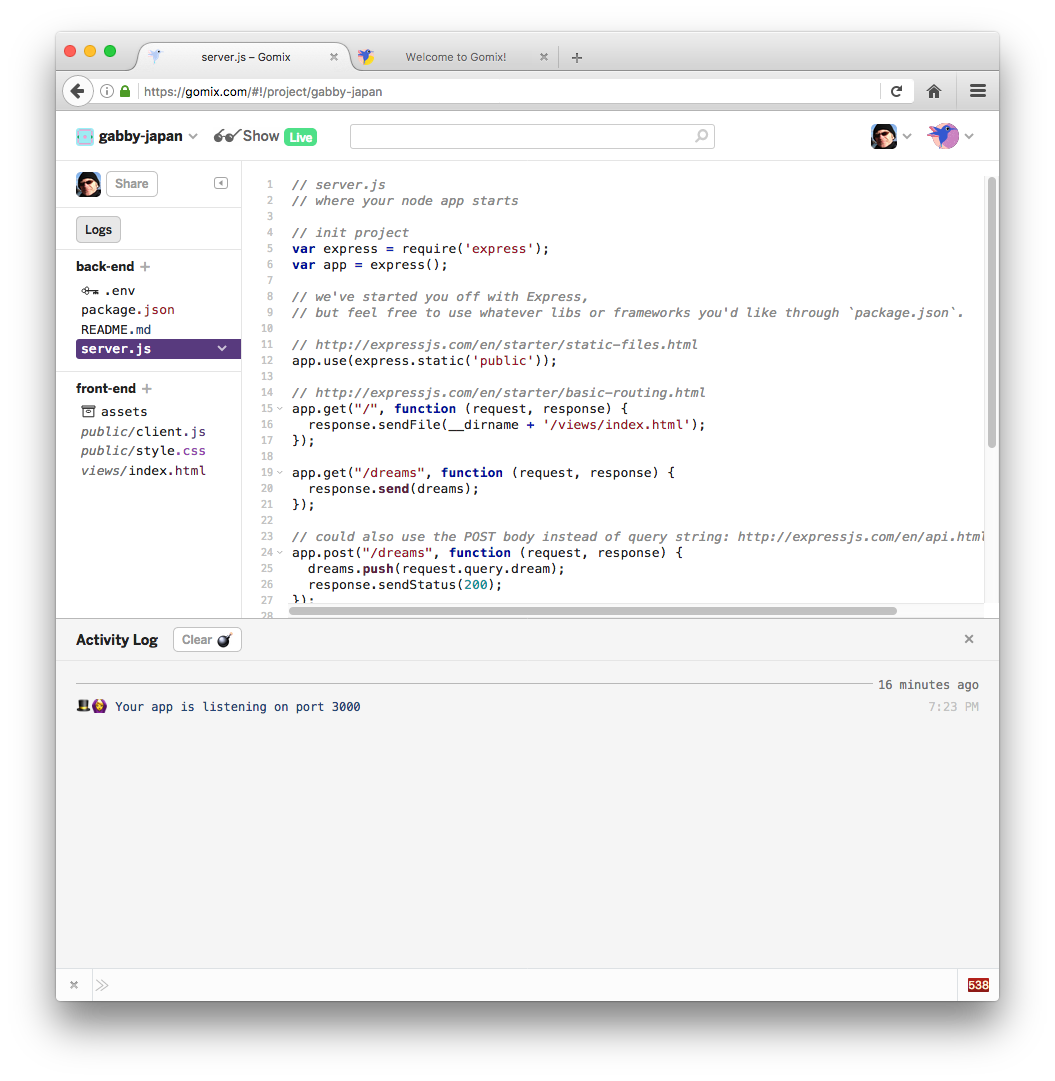 server.js – Gomix
Welcome to Gomix!
https://gomix.com/#!/project/gabby-japan
gabby-japan
Show Live
Share
Logs
back-end +
.env
package.json
README.md
server.js
front-end +
assets
public/client.js
public/style.css
views/index.html
1 // server.js
2 // where your node app starts
3
4 // init project
5 var express = require('express');
6 var app = express();
7
8 // we've started you off with Express,
9 // but feel free to use whatever libs or frameworks you'd like through `package.json`.
10
11 // http://expressjs.com/en/starter/static-files.html
12 app.use(express.static('public'));
13
14 // http://expressjs.com/en/starter/basic-routing.html
15 app.get("/", function (request, response) {
16 response.sendFile(__dirname + '/views/index.html');
17 });
18
19 app.get("/dreams", function (request, response) {
20 response.send(dreams);
21 });
22
23 // could also use the POST body instead of query string: http://expressjs.com/en/api.html
24 app.post("/dreams", function (request, response) {
25 dreams.push(request.query.dream);
26 response.sendStatus(200);
27 });
28
Activity Log
Clear
16 minutes ago
Your app is listening on port 3000
7:23 PM
538